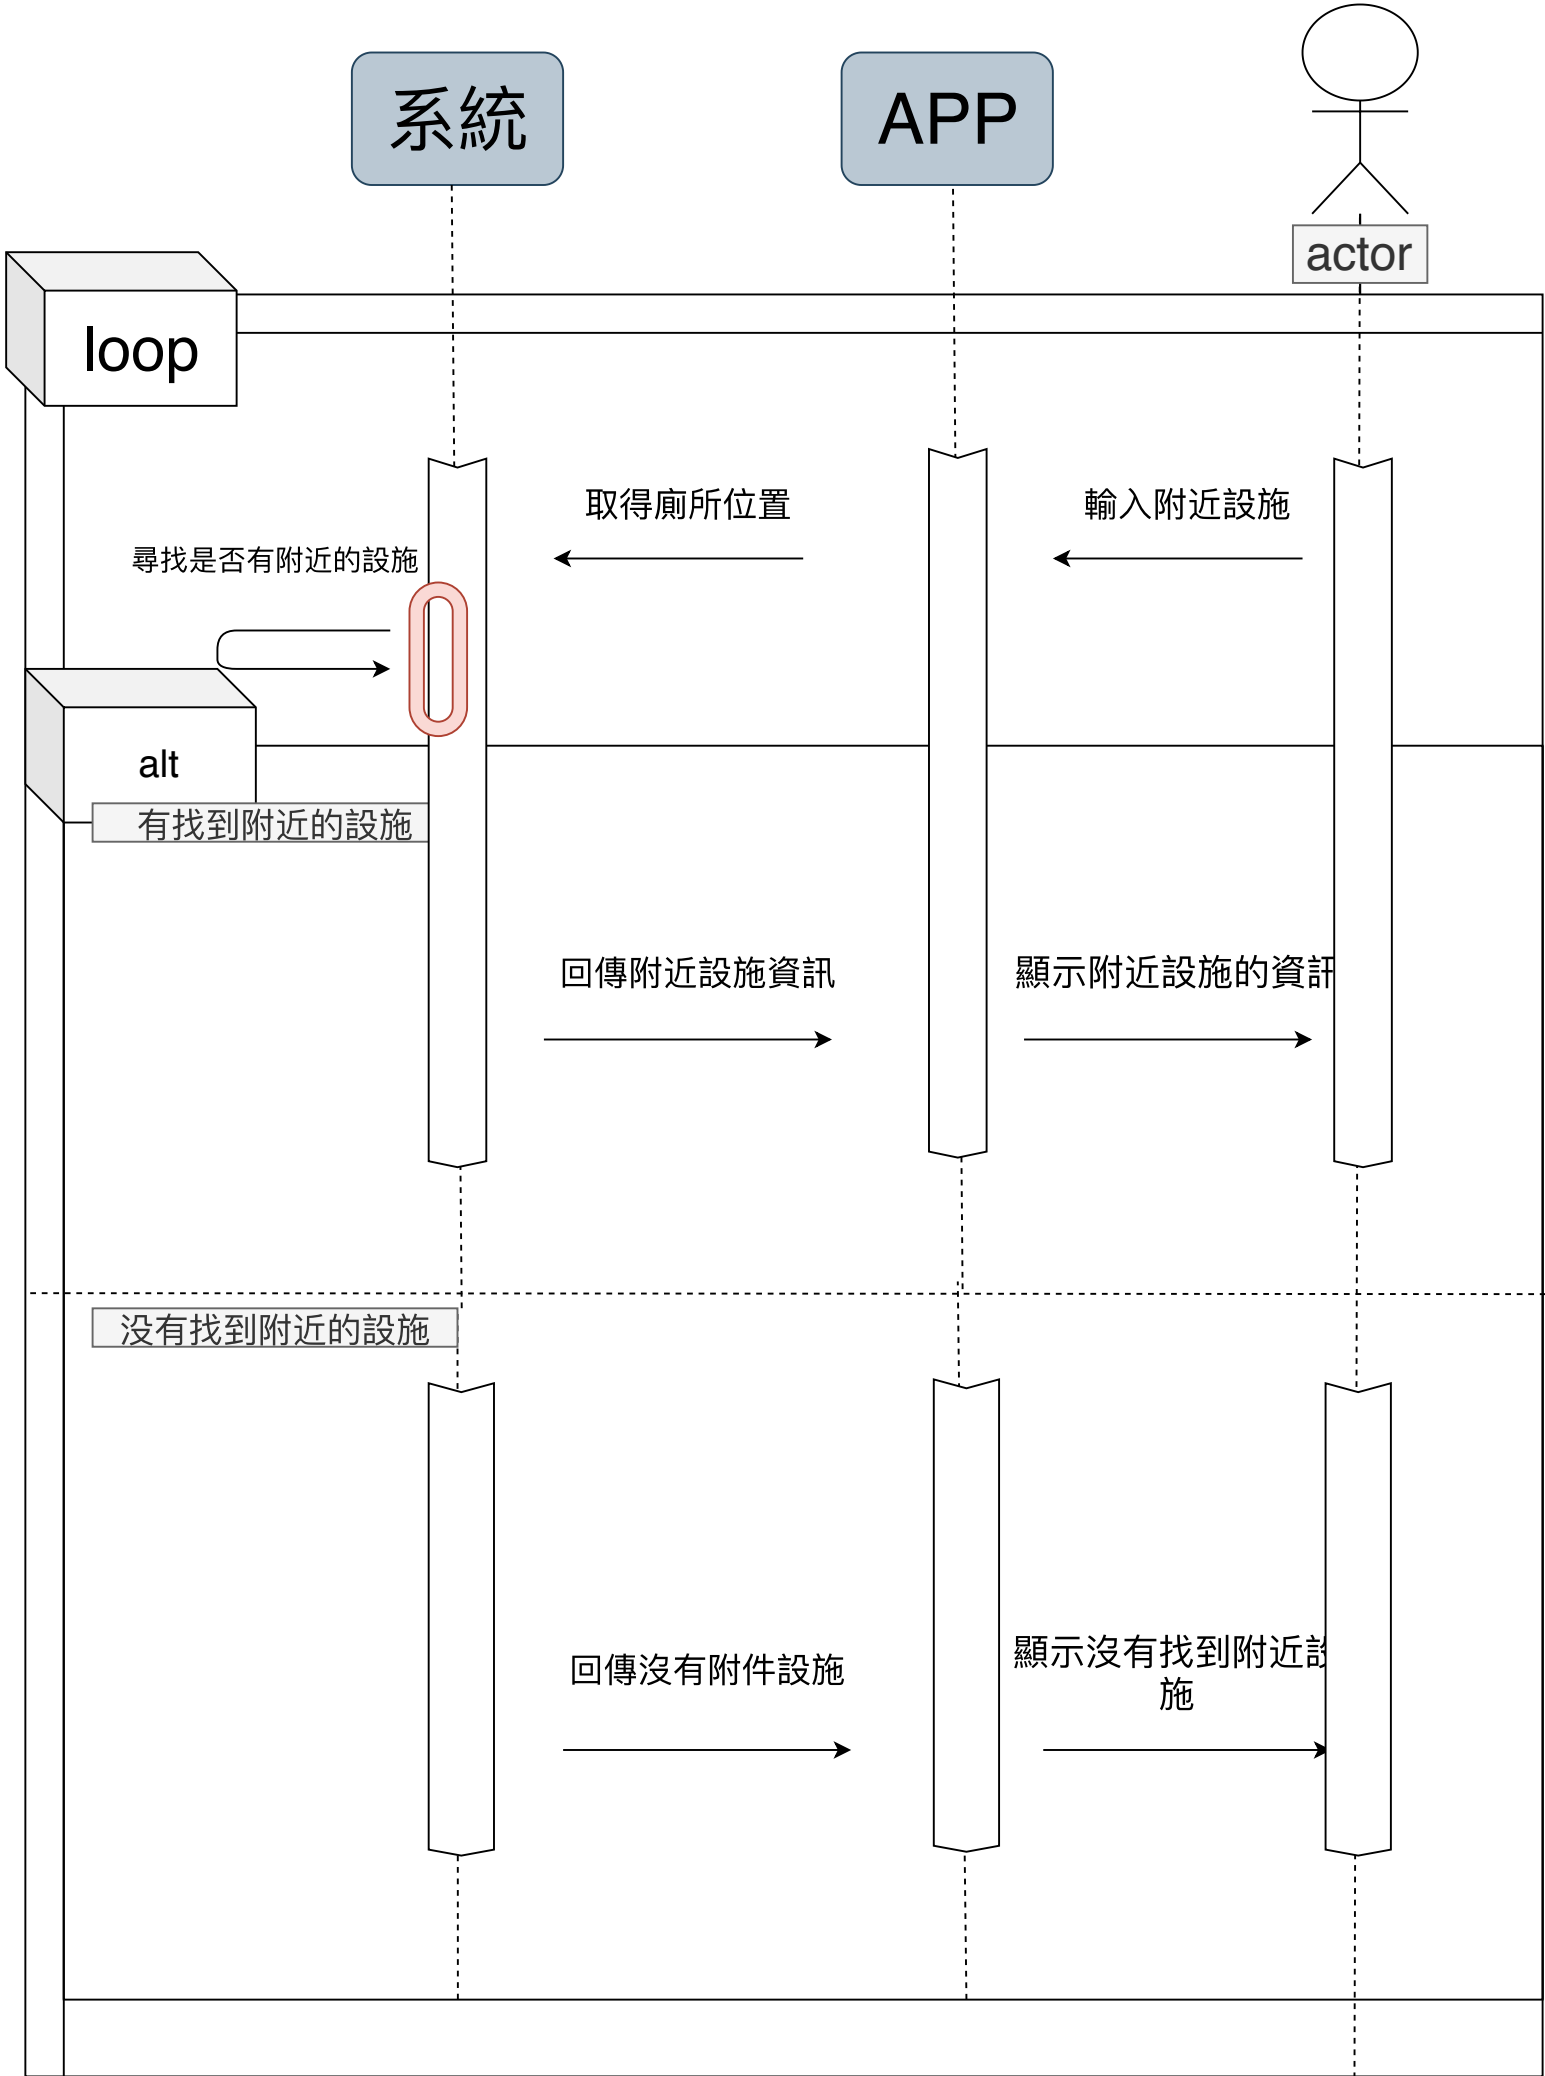 系統
APP
actor
loop
取得廁所位置
輸入附近設施
尋找是否有附近的設施
alt
有找到附近的設施
回傳附近設施資訊
顯示附近設施的資訊
没有找到附近的設施
回傳沒有附件設施
顯示沒有找到附近設
施